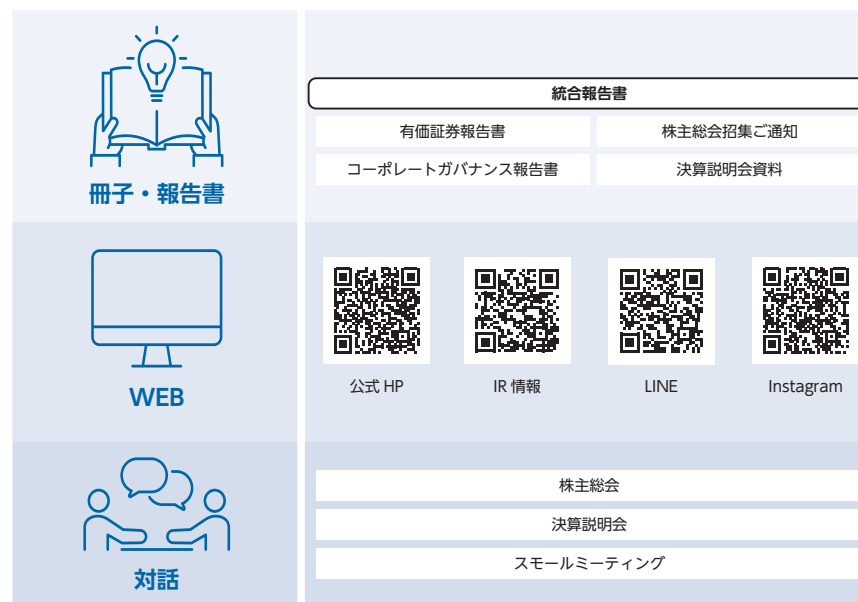 統合報告書
有価証券報告書
株主総会招集ご通知
コーポレートガバナンス報告書
決算説明会資料
冊子・報告書
公式 HP
IR 情報
LINE
Instagram
WEB
株主総会
決算説明会
スモールミーティング
対話